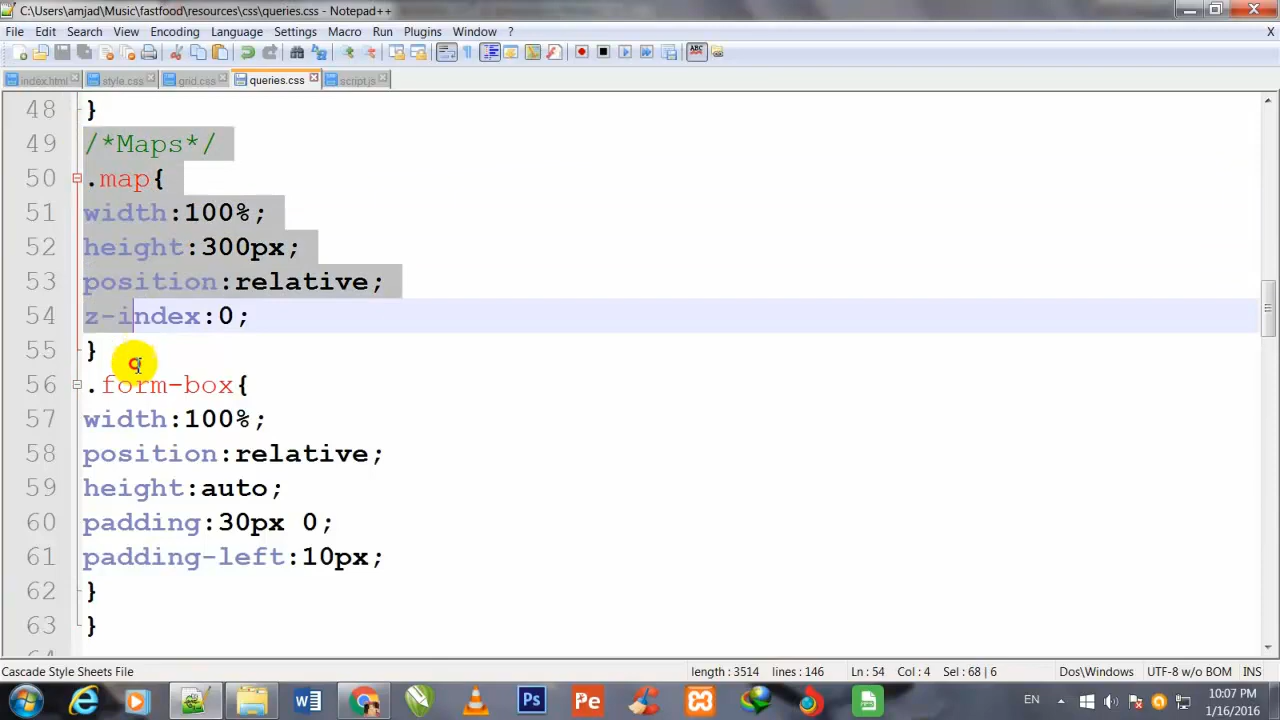 C:\Users\amjad\Music\fastfood\resources\css\queries.css - Notepad++
File Edit Search View Encoding Language Settings Macro Run Plugins Window ? X
index.html style.css grid.css queries.css script.js
48 }
49 /*Maps*/
50 .map{
51 width:100%;
52 height:300px;
53 position:relative;
54 z-index:0;
55 }
56 .form-box{
57 width:100%;
58 position:relative;
59 height:auto;
60 padding:30px 0;
61 padding-left:10px;
62 }
63 }
Cascade Style Sheets File length : 3514 lines : 146 Ln : 54 Col : 4 Sel : 68 | 6 Dos\Windows UTF-8 w/o BOM INS
EN 10:07 PM
1/16/2016